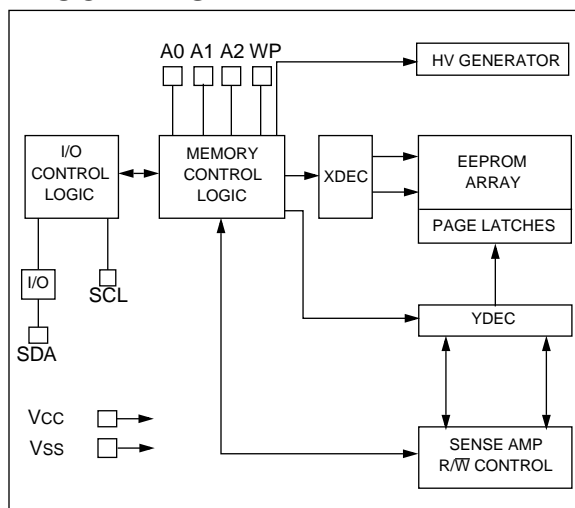 A0 A1 A2 WP
HV GENERATOR
I/O
CONTROL
LOGIC
MEMORY
CONTROL
LOGIC
XDEC
EEPROM
ARRAY
PAGE LATCHES
I/O
SCL
SDA
YDEC
VCC
VSS
SENSE AMP
R/W̅ CONTROL